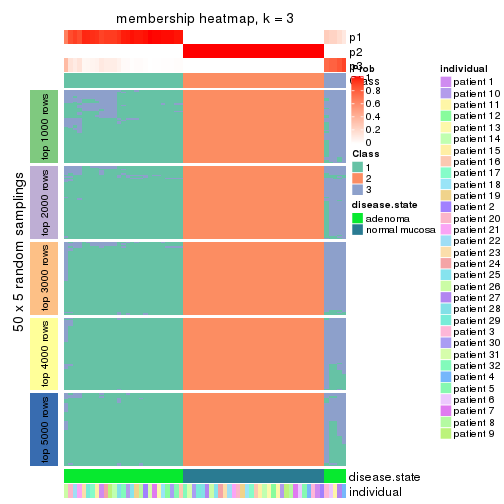 membership heatmap, k = 3
p1
p2
p3
Prob
1
0.8
0.6
0.4
0.2
0
Class
Class
1
2
3
disease.state
adenoma
normal mucosa
individual
patient 1
patient 10
patient 11
patient 12
patient 13
patient 14
patient 15
patient 16
patient 17
patient 18
patient 19
patient 2
patient 20
patient 21
patient 22
patient 23
patient 24
patient 25
patient 26
patient 27
patient 28
patient 29
patient 3
patient 30
patient 31
patient 32
patient 4
patient 5
patient 6
patient 7
patient 8
patient 9
50 x 5 random samplings
top 1000 rows
top 2000 rows
top 3000 rows
top 4000 rows
top 5000 rows
disease.state
individual